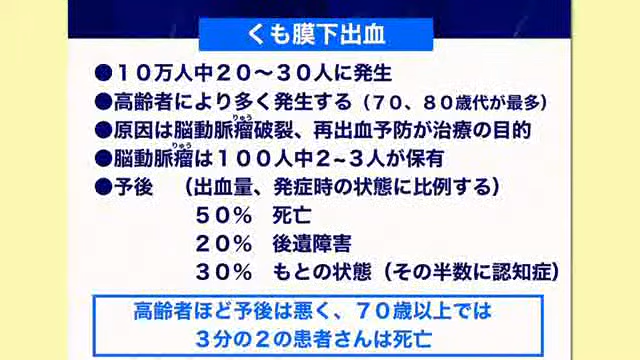 くも膜下出血
●１０万人中２０～３０人に発生
●高齢者により多く発生する（７０、８０歳代が最多）
りゅう
●原因は脳動脈瘤破裂、再出血予防が治療の目的
りゅう
●脳動脈瘤は１００人中２~３人が保有
●予後　（出血量、発症時の状態に比例する）
５０％　死亡
２０％　後遺障害
３０％　もとの状態（その半数に認知症）
高齢者ほど予後は悪く、７０歳以上では
３分の２の患者さんは死亡